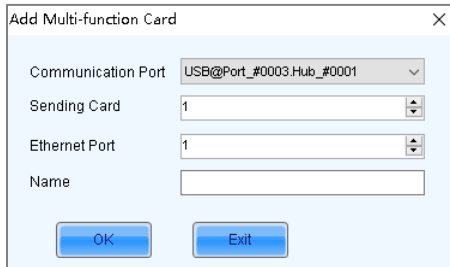 Add Multi-function Card
Communication Port USB@Port_#0003.Hub_#0001
Sending Card 1
Ethernet Port 1
Name
OK Exit